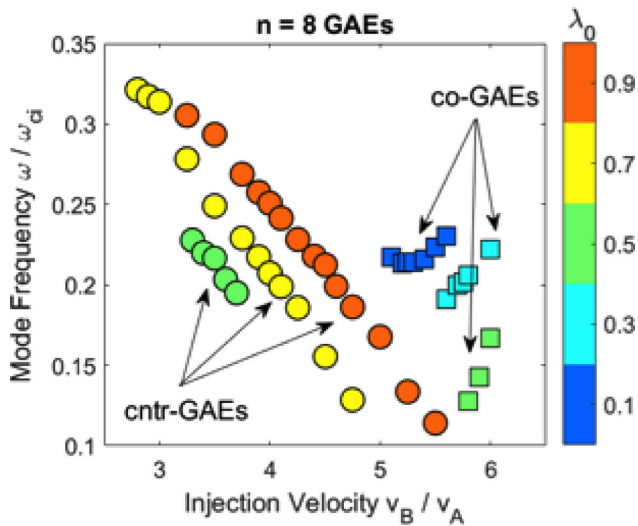 n = 8 GAEs
λ0
0.35
0.3
0.25
0.2
0.15
0.1
Mode Frequency ω / ωci
co-GAEs
cntr-GAEs
0.9
0.7
0.5
0.3
0.1
3
4
5
6
Injection Velocity vB / vA